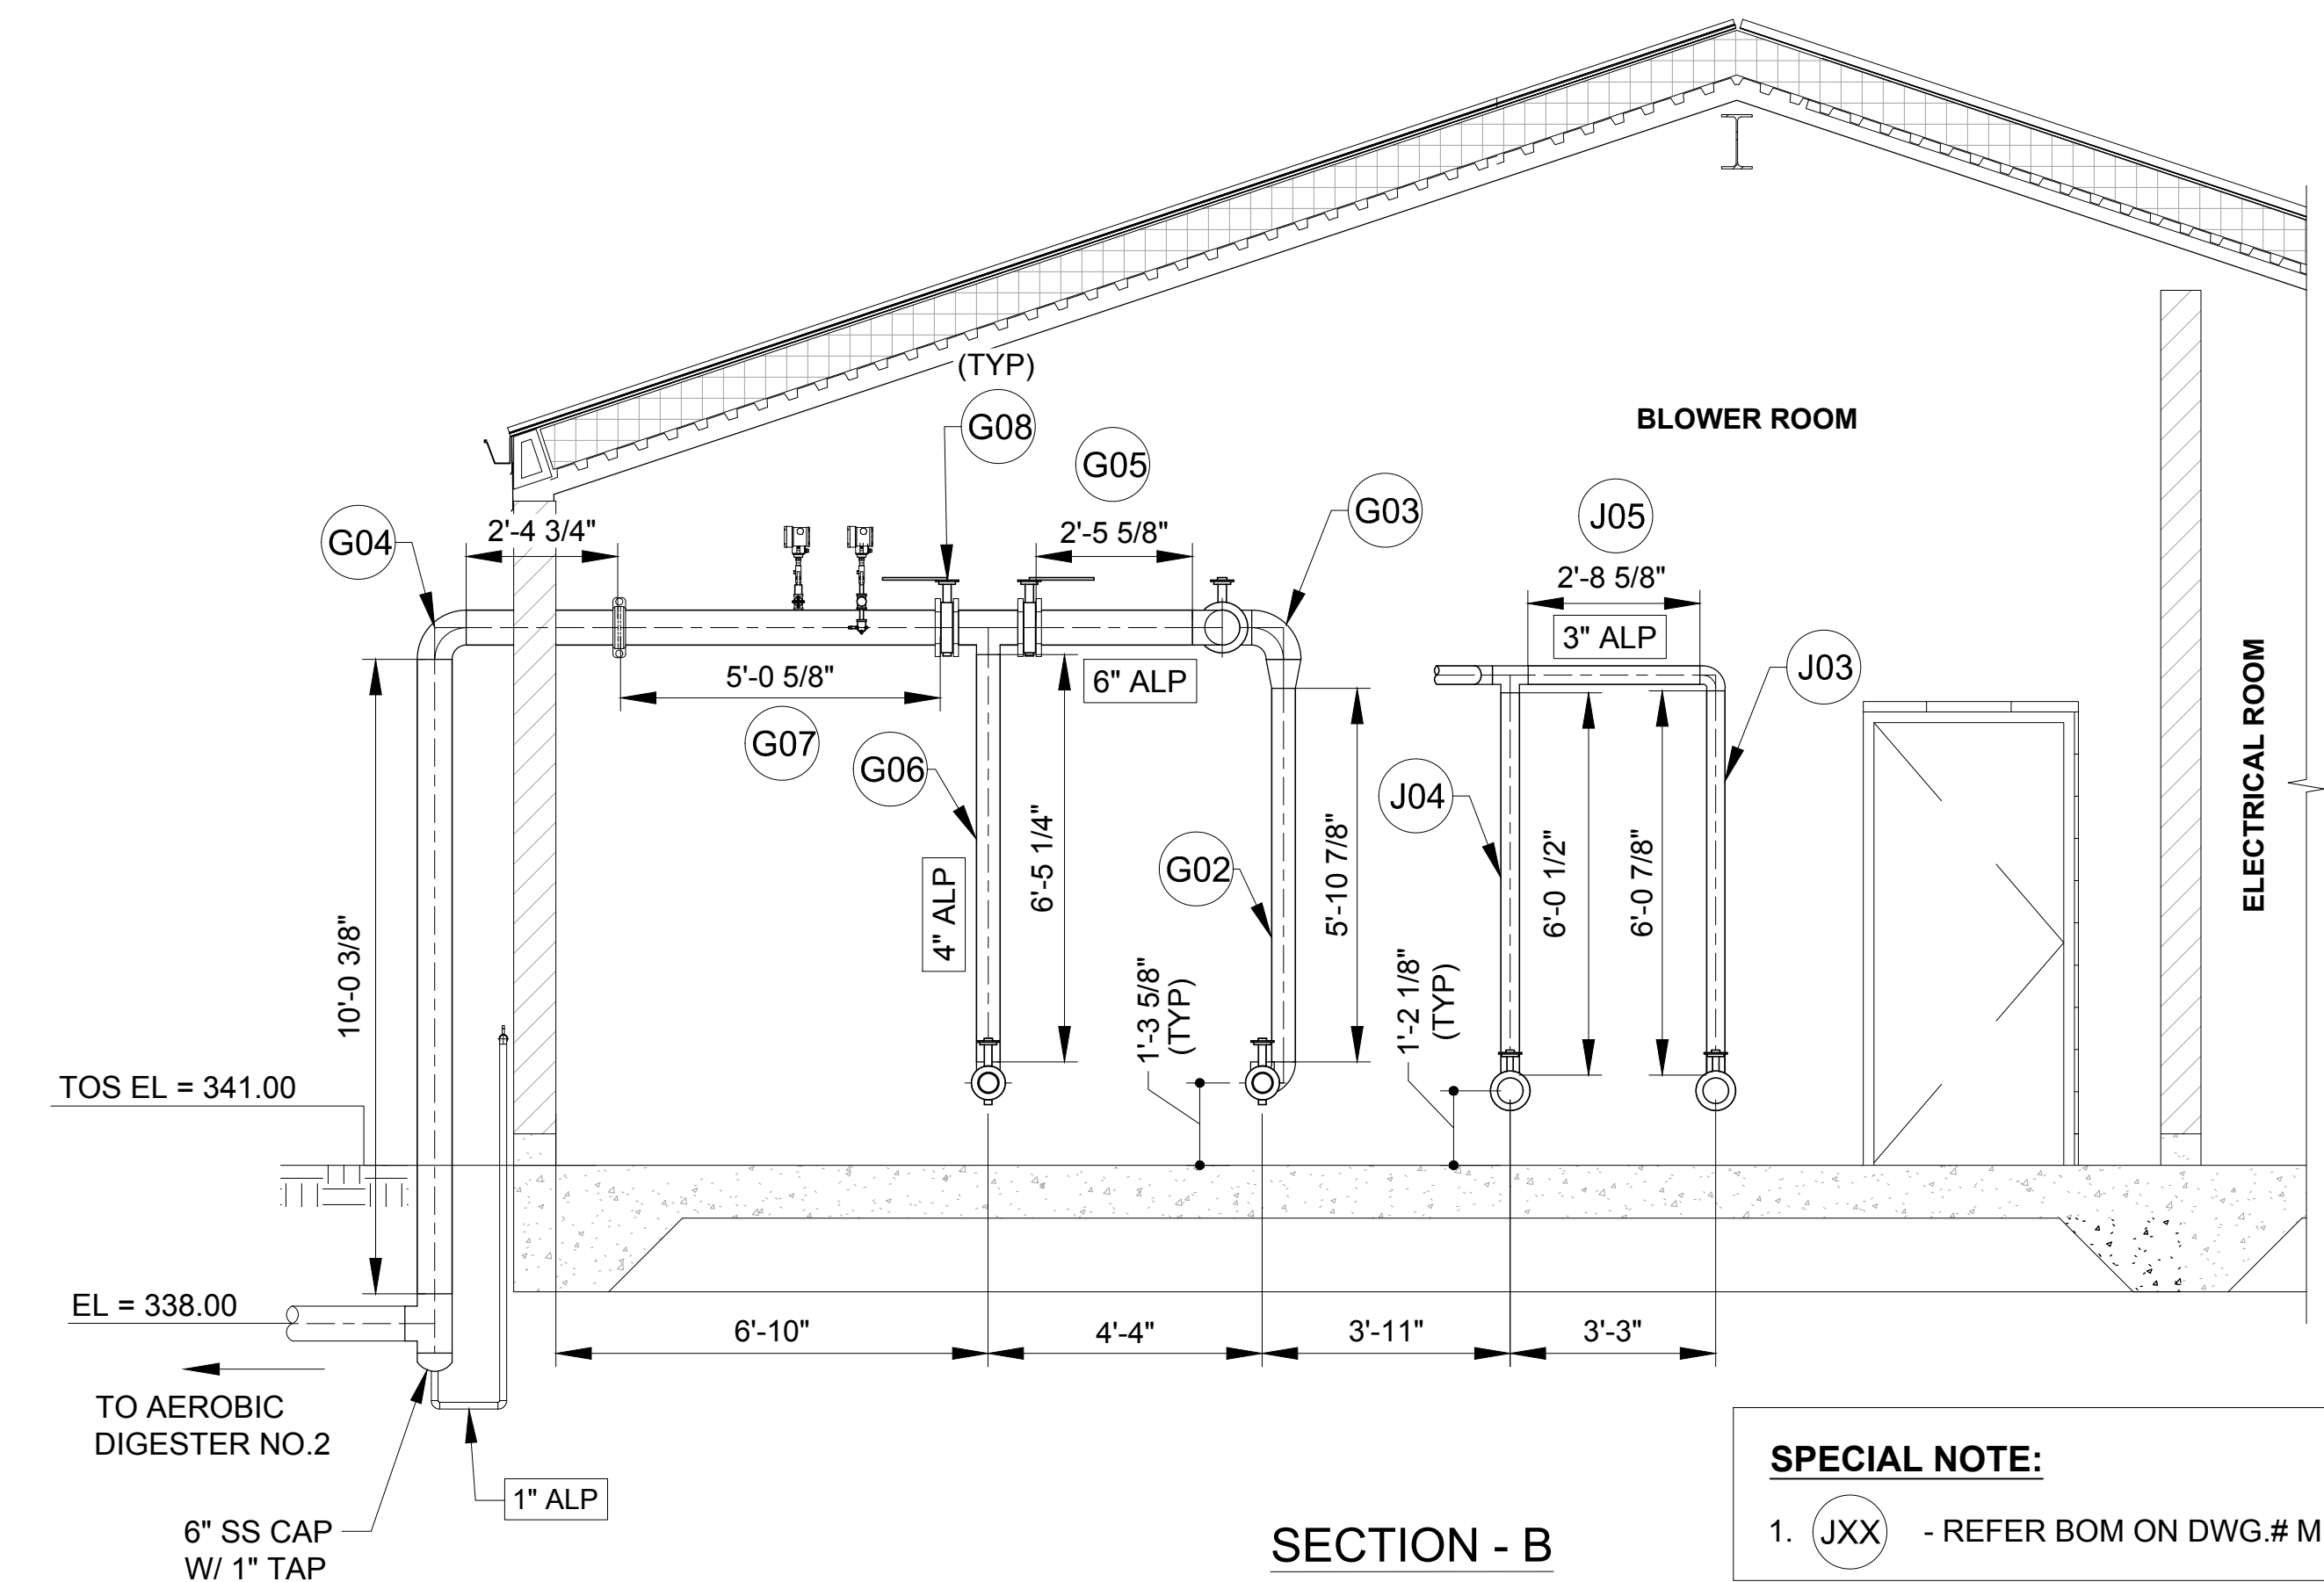 (TYP)
G08
BLOWER ROOM
G05
G04
2'-4 3/4"
2'-5 5/8"
G03
J05
2'-8 5/8"
3" ALP
5'-0 5/8"
6" ALP
J03
G07
G06
J04
ELECTRICAL ROOM
4" ALP
6'-5 1/4"
G02
5'-10 7/8"
6'-0 1/2"
6'-0 7/8"
10'-0 3/8"
1'-3 5/8"
(TYP)
1'-2 1/8"
(TYP)
TOS EL = 341.00
EL = 338.00
6'-10"
4'-4"
3'-11"
3'-3"
TO AEROBIC
DIGESTER NO.2
1" ALP
6" SS CAP
W/ 1" TAP
SECTION - B
SPECIAL NOTE:
1. JXX - REFER BOM ON DWG.# M